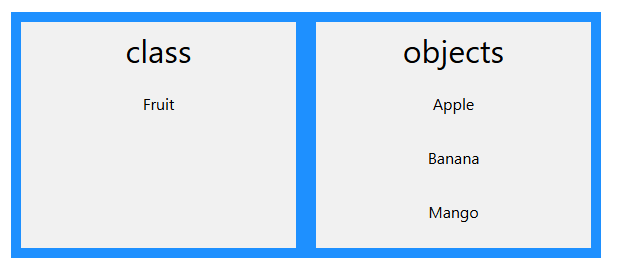 class
Fruit
objects
Apple
Banana
Mango